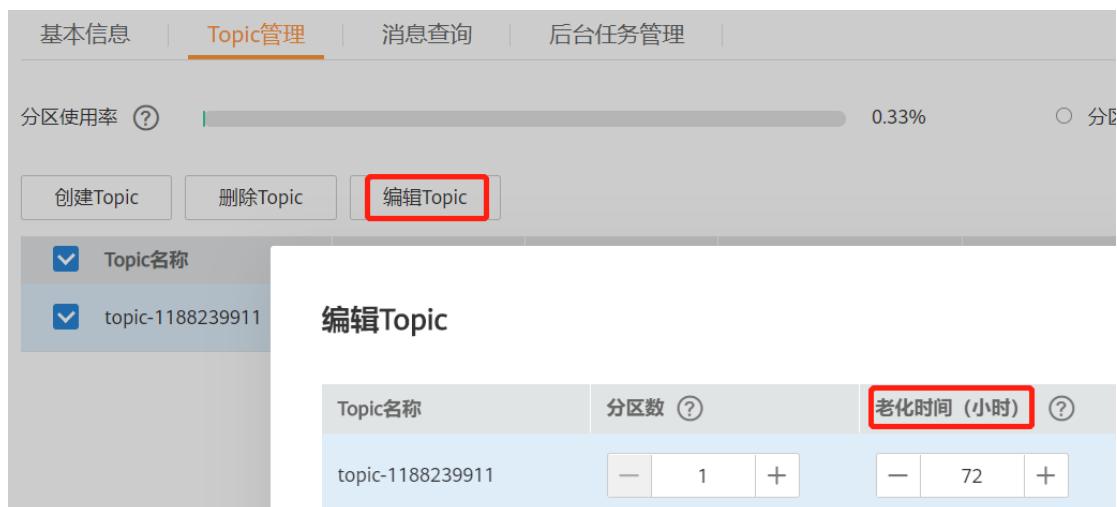 基本信息 Topic管理 消息查询 后台任务管理
分区使用率 ? 0.33% 分区
创建Topic 删除Topic 编辑Topic
Topic名称
topic-1188239911
编辑Topic
Topic名称 分区数 ? 老化时间（小时） ?
topic-1188239911 — 1 + — 72 +